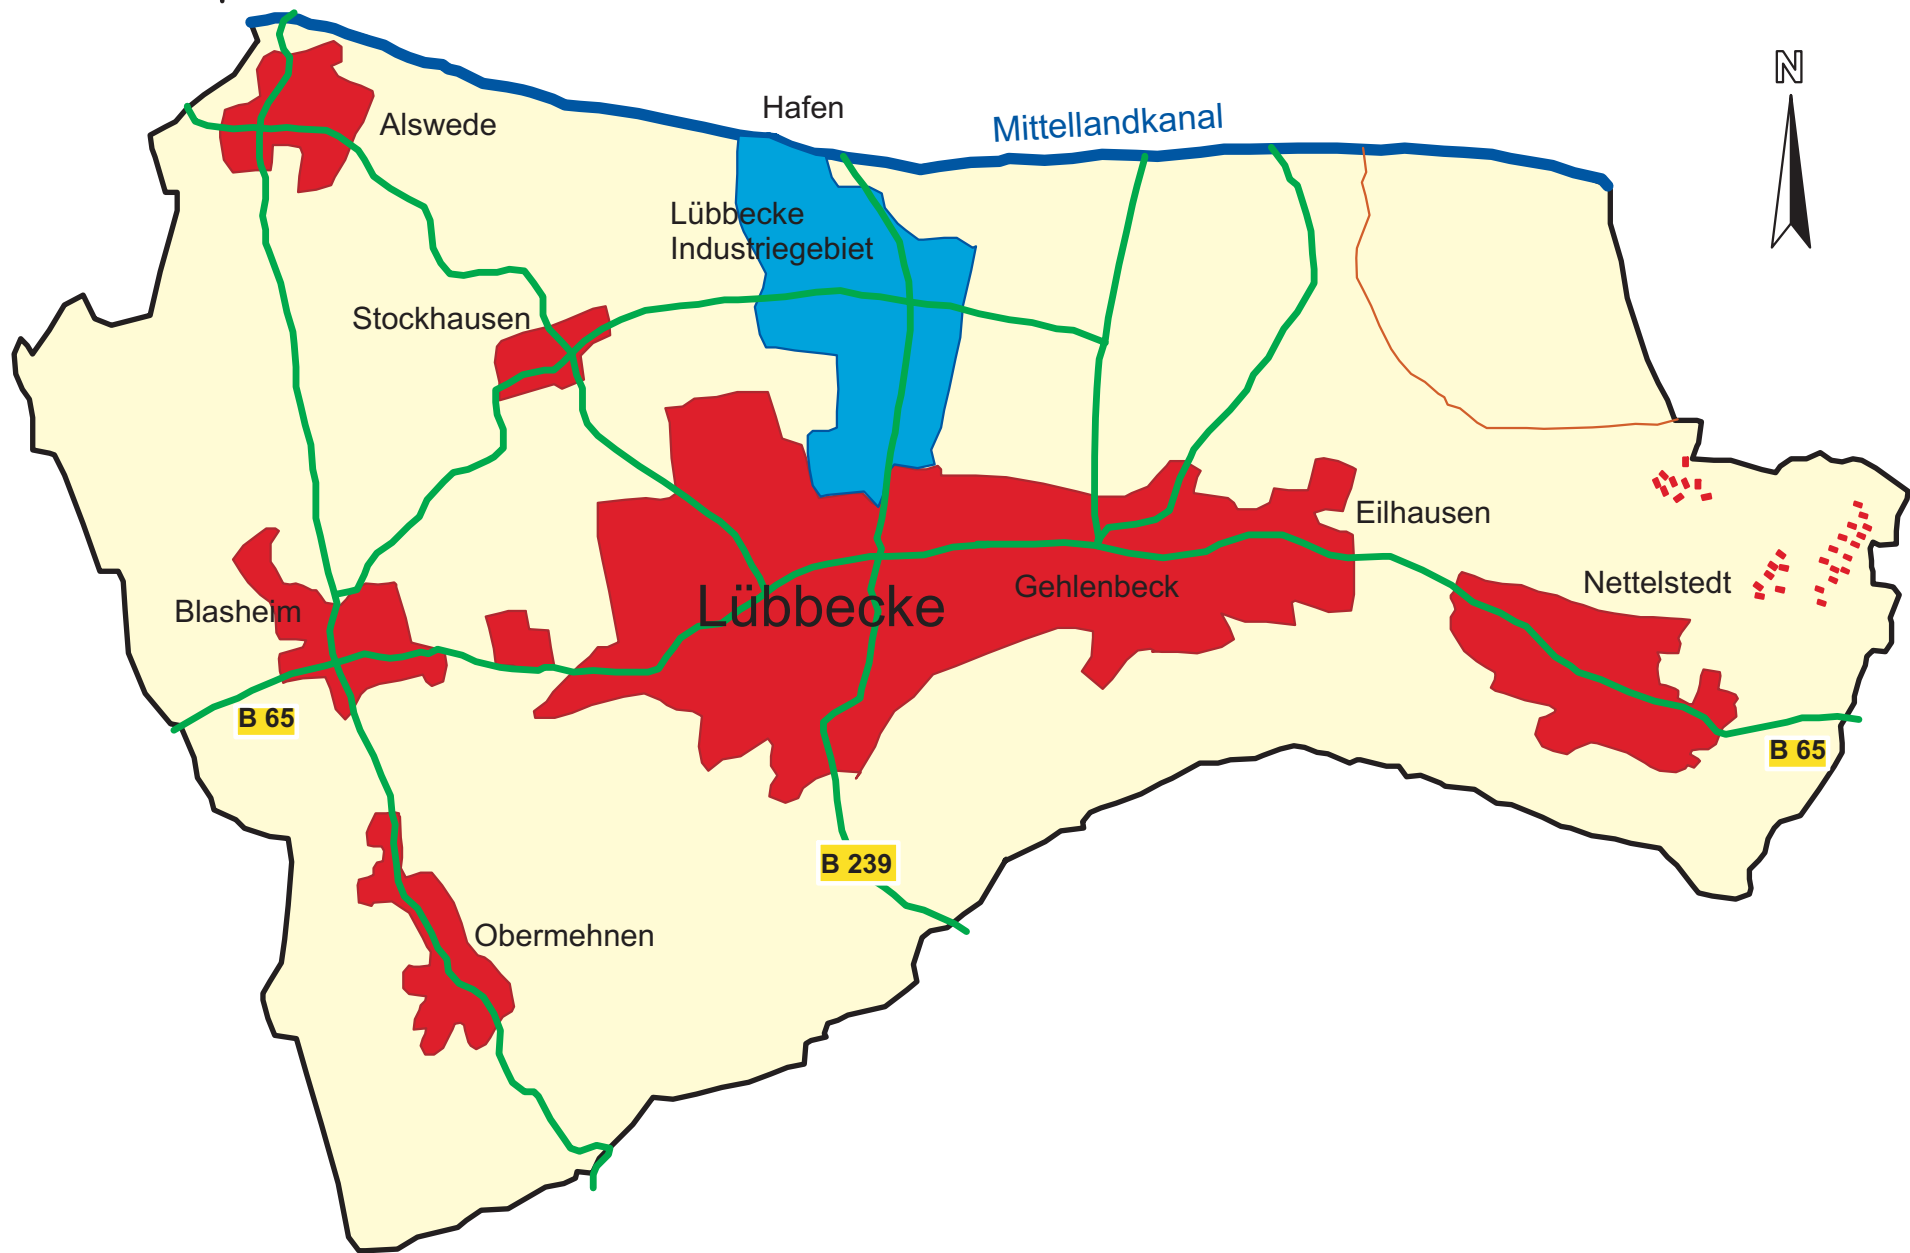 N
Hafen
Mittellandkanal
Alswede
Lübbecke
Industriegebiet
Stockhausen
Eilhausen
Nettelstedt
Gehlenbeck
Lübbecke
Blasheim
B 65
B 65
B 239
Obermehnen